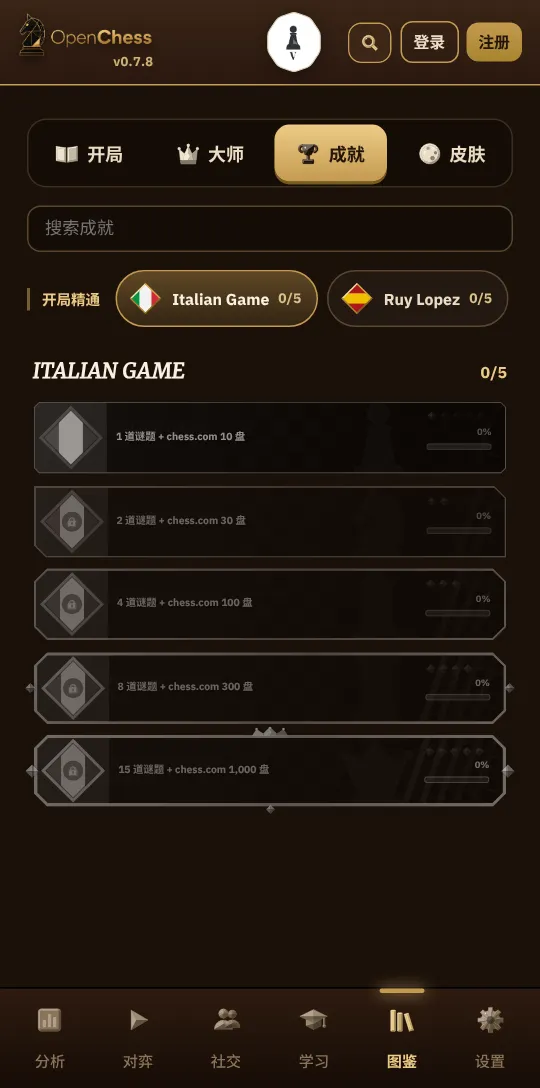 OpenChess
v0.7.8
V
登录
注册
开局
大师
成就
皮肤
搜索成就
开局精通
Italian Game 0/5
Ruy Lopez 0/5
ITALIAN GAME
0/5
1 道谜题 + chess.com 10 盘
0%
2 道谜题 + chess.com 30 盘
0%
4 道谜题 + chess.com 100 盘
0%
8 道谜题 + chess.com 300 盘
0%
15 道谜题 + chess.com 1,000 盘
0%
分析
对弈
社交
学习
图鉴
设置